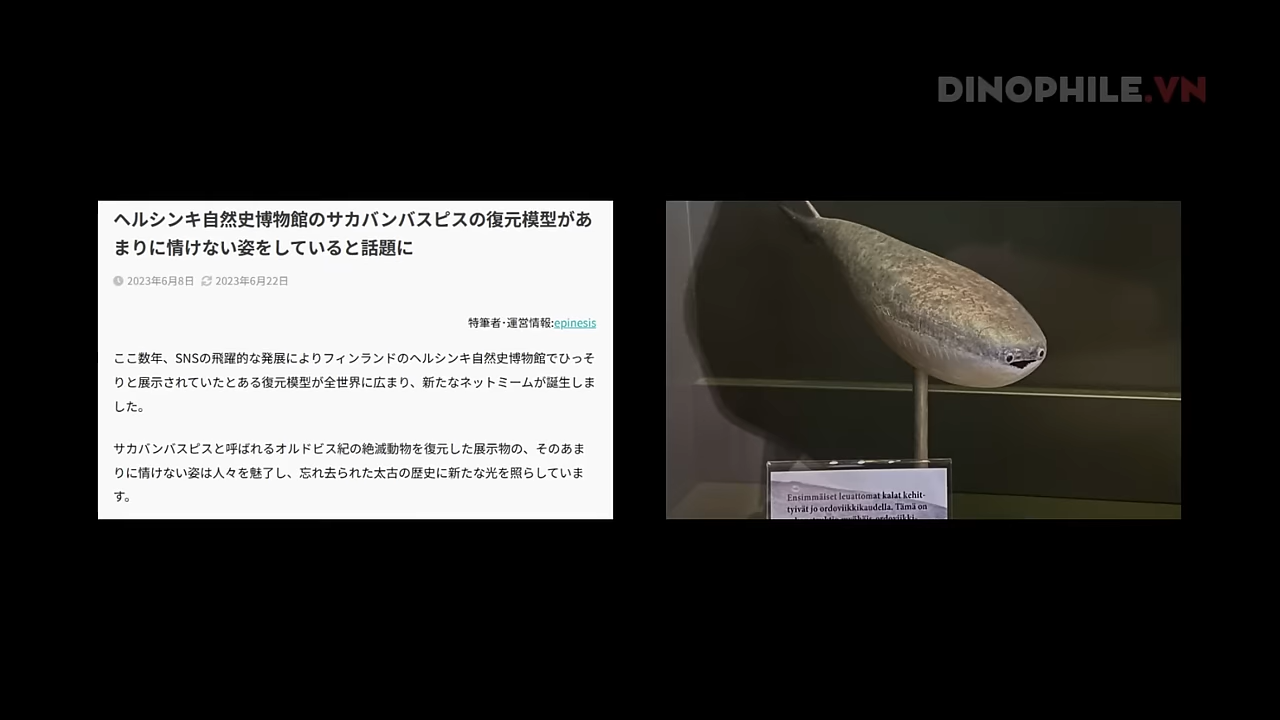 DINOPHILE.VN
ヘルシンキ自然史博物館のサカバンバスピスの復元模型があ
まりに情けない姿をしていると話題に
2023年6月8日 2023年6月22日
特筆者・運営情報:epinesis
ここ数年、SNSの飛躍的な発展によりフィンランドのヘルシンキ自然史博物館でひっそ
りと展示されていたとある復元模型が全世界に広まり、新たなネットミームが誕生しま
した。
サカバンバスピスと呼ばれるオルドビス紀の絶滅動物を復元した展示物の、そのあま
りに情けない姿は人々を魅了し、忘れ去られた太古の歴史に新たな光を照らしていま
す。
Ensimmäiset leuattomat kalat kehit-
tyivät jo ordoviikkikaudella. Tämä on